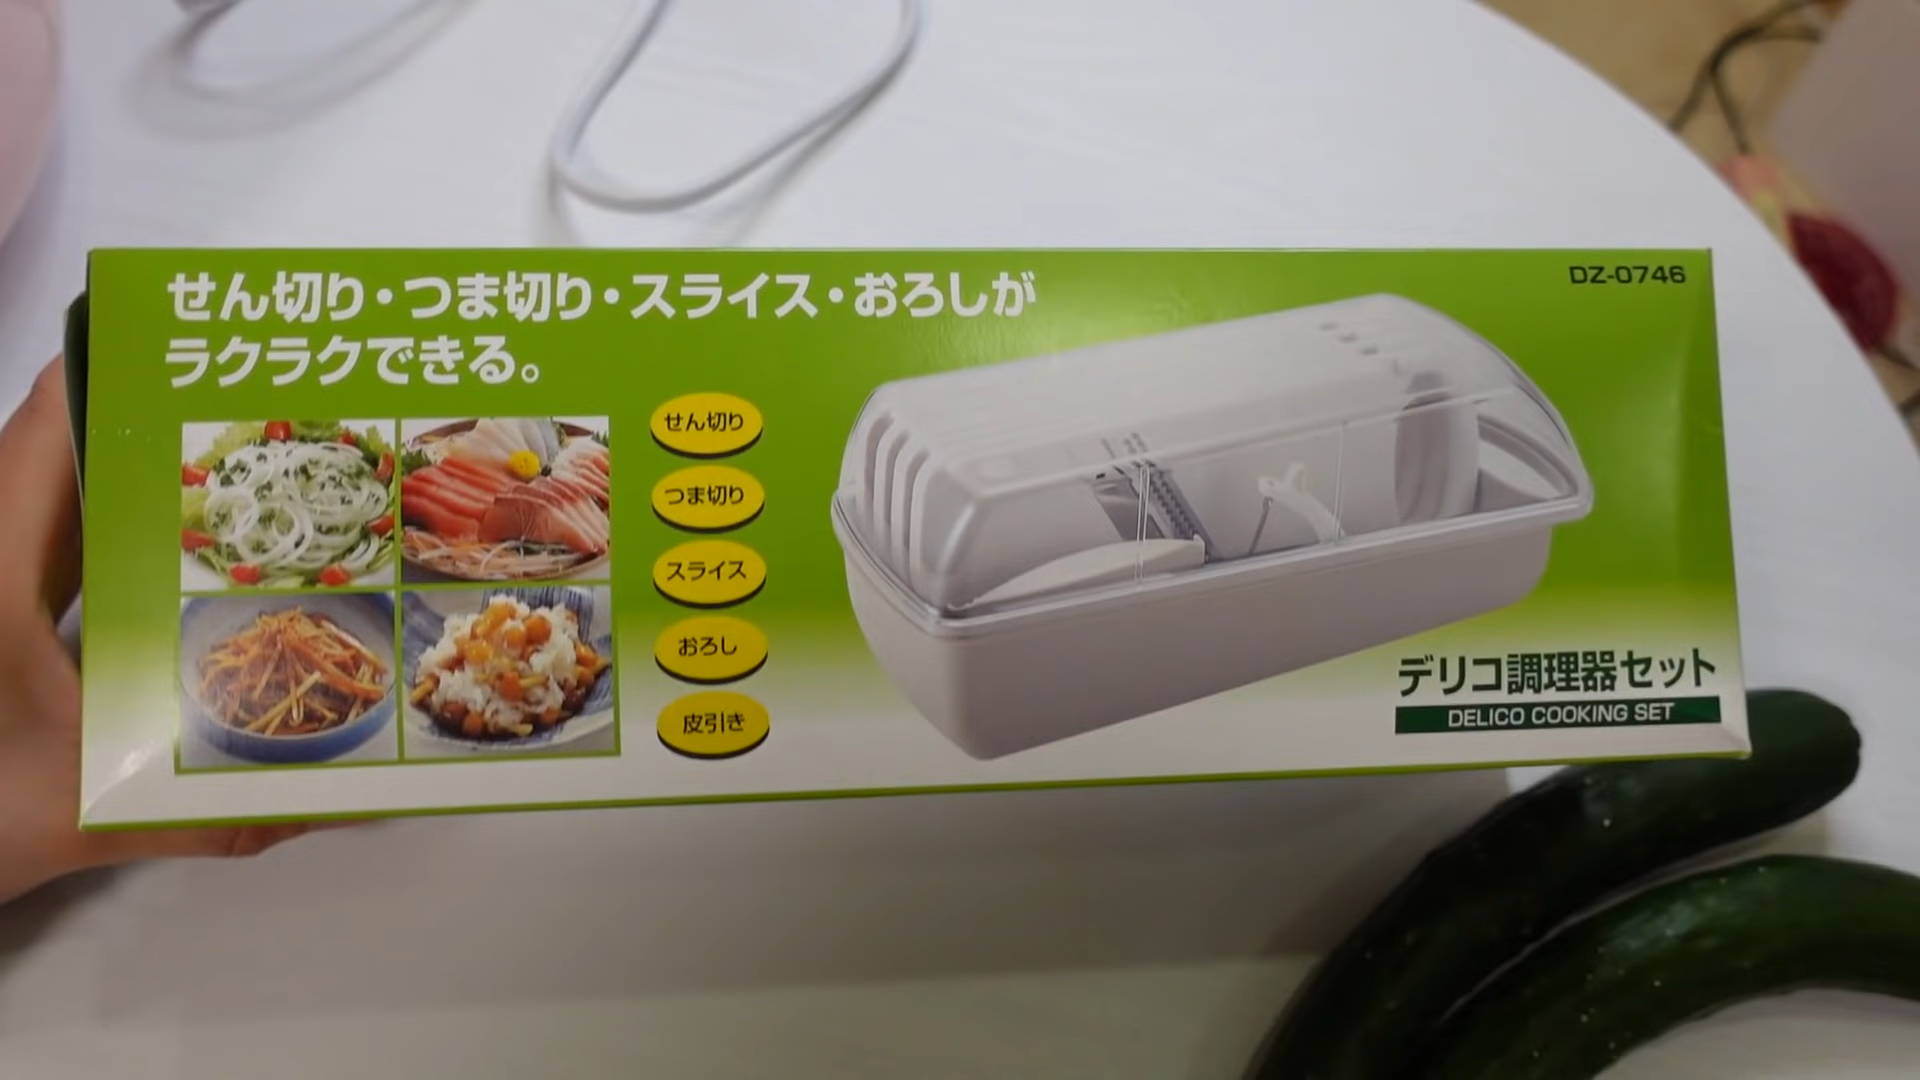 せん切り・つま切り・スライス・おろしが
ラクラクできる。
DZ-0746
せん切り
つま切り
スライス
おろし
皮引き
デリコ調理器セット
DELICO COOKING SET